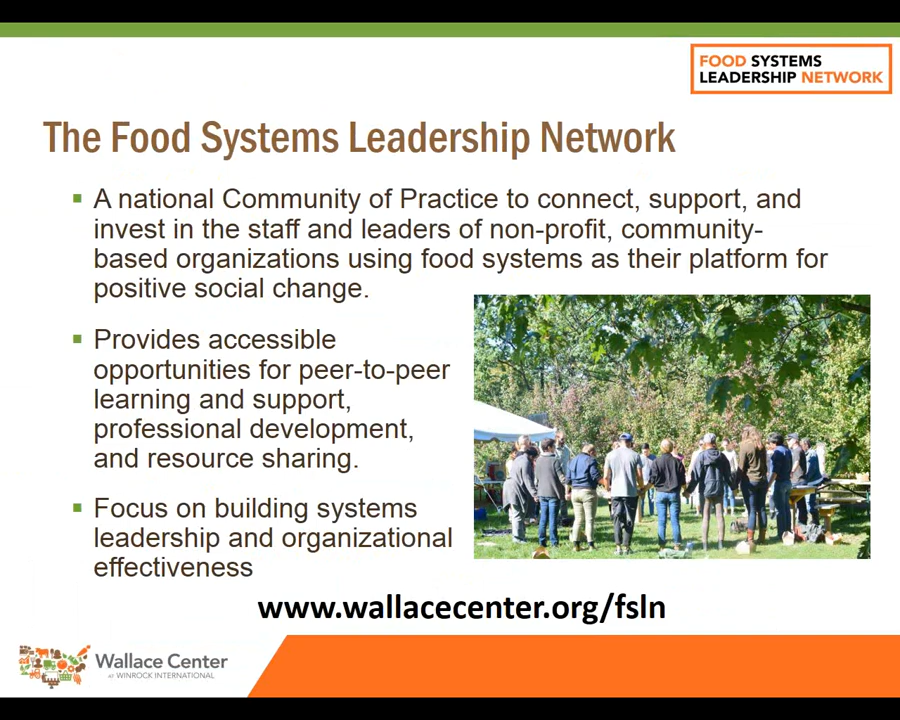 FOOD SYSTEMS
LEADERSHIP NETWORK
The Food Systems Leadership Network
A national Community of Practice to connect, support, and
invest in the staff and leaders of non-profit, community-
based organizations using food systems as their platform for
positive social change.
Provides accessible
opportunities for peer-to-peer
learning and support,
professional development,
and resource sharing.
Focus on building systems
leadership and organizational
effectiveness
www.wallacecenter.org/fsln
Wallace Center
AT WINROCK INTERNATIONAL